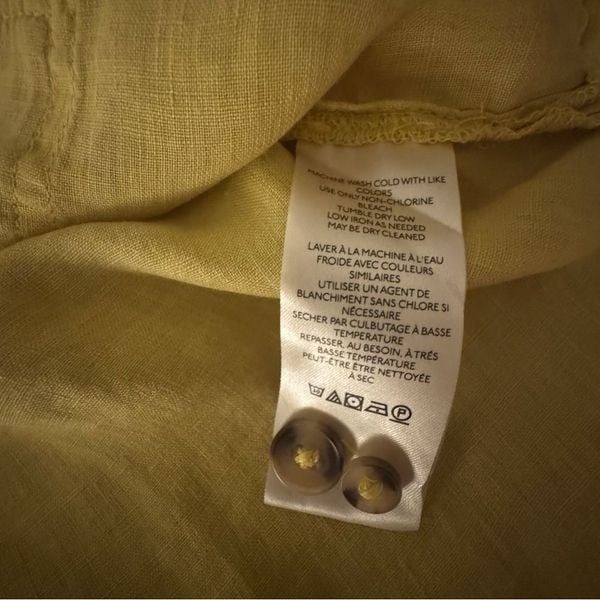 MACHINE WASH COLD WITH LIKE
COLORS
USE ONLY NON-CHLORINE
BLEACH
TUMBLE DRY LOW
LOW IRON AS NEEDED
MAY BE DRY CLEANED
LAVER À LA MACHINE À L'EAU
FROIDE AVEC COULEURS
SIMILAIRES
UTILISER UN AGENT DE
BLANCHIMENT SANS CHLORE SI
NÉCESSAIRE
SECHER PAR CULBUTAGE À BASSE
TEMPERATURE
REPASSER, AU BESOIN, À TRÉS
BASSE TEMPÉRATURE
PEUT-ÊTRE ÊTRE NETTOYÉE
À SEC
P